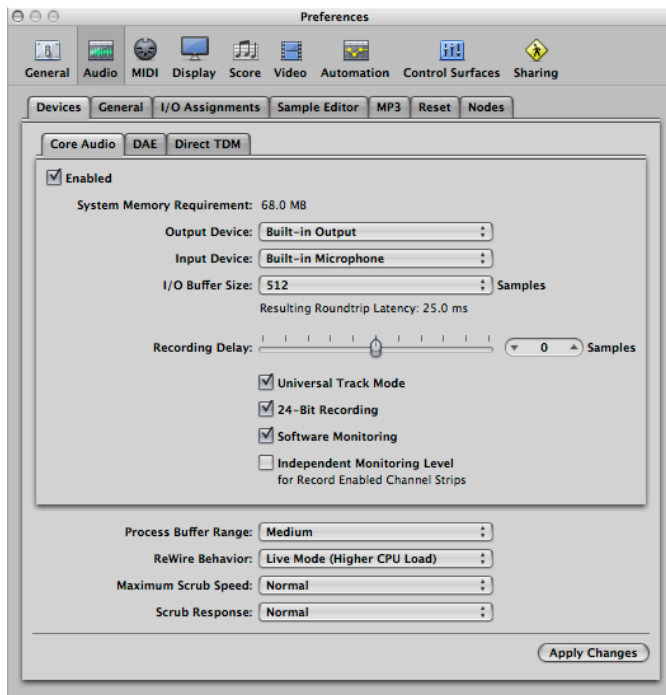 Preferences
General Audio MIDI Display Score Video Automation Control Surfaces Sharing
Devices General I/O Assignments Sample Editor MP3 Reset Nodes
Core Audio DAE Direct TDM
Enabled
System Memory Requirement: 68.0 MB
Output Device: Built-in Output
Input Device: Built-in Microphone
I/O Buffer Size: 512 Samples
Resulting Roundtrip Latency: 25.0 ms
Recording Delay: 0 Samples
Universal Track Mode
24-Bit Recording
Software Monitoring
Independent Monitoring Level
for Record Enabled Channel Strips
Process Buffer Range: Medium
ReWire Behavior: Live Mode (Higher CPU Load)
Maximum Scrub Speed: Normal
Scrub Response: Normal
Apply Changes